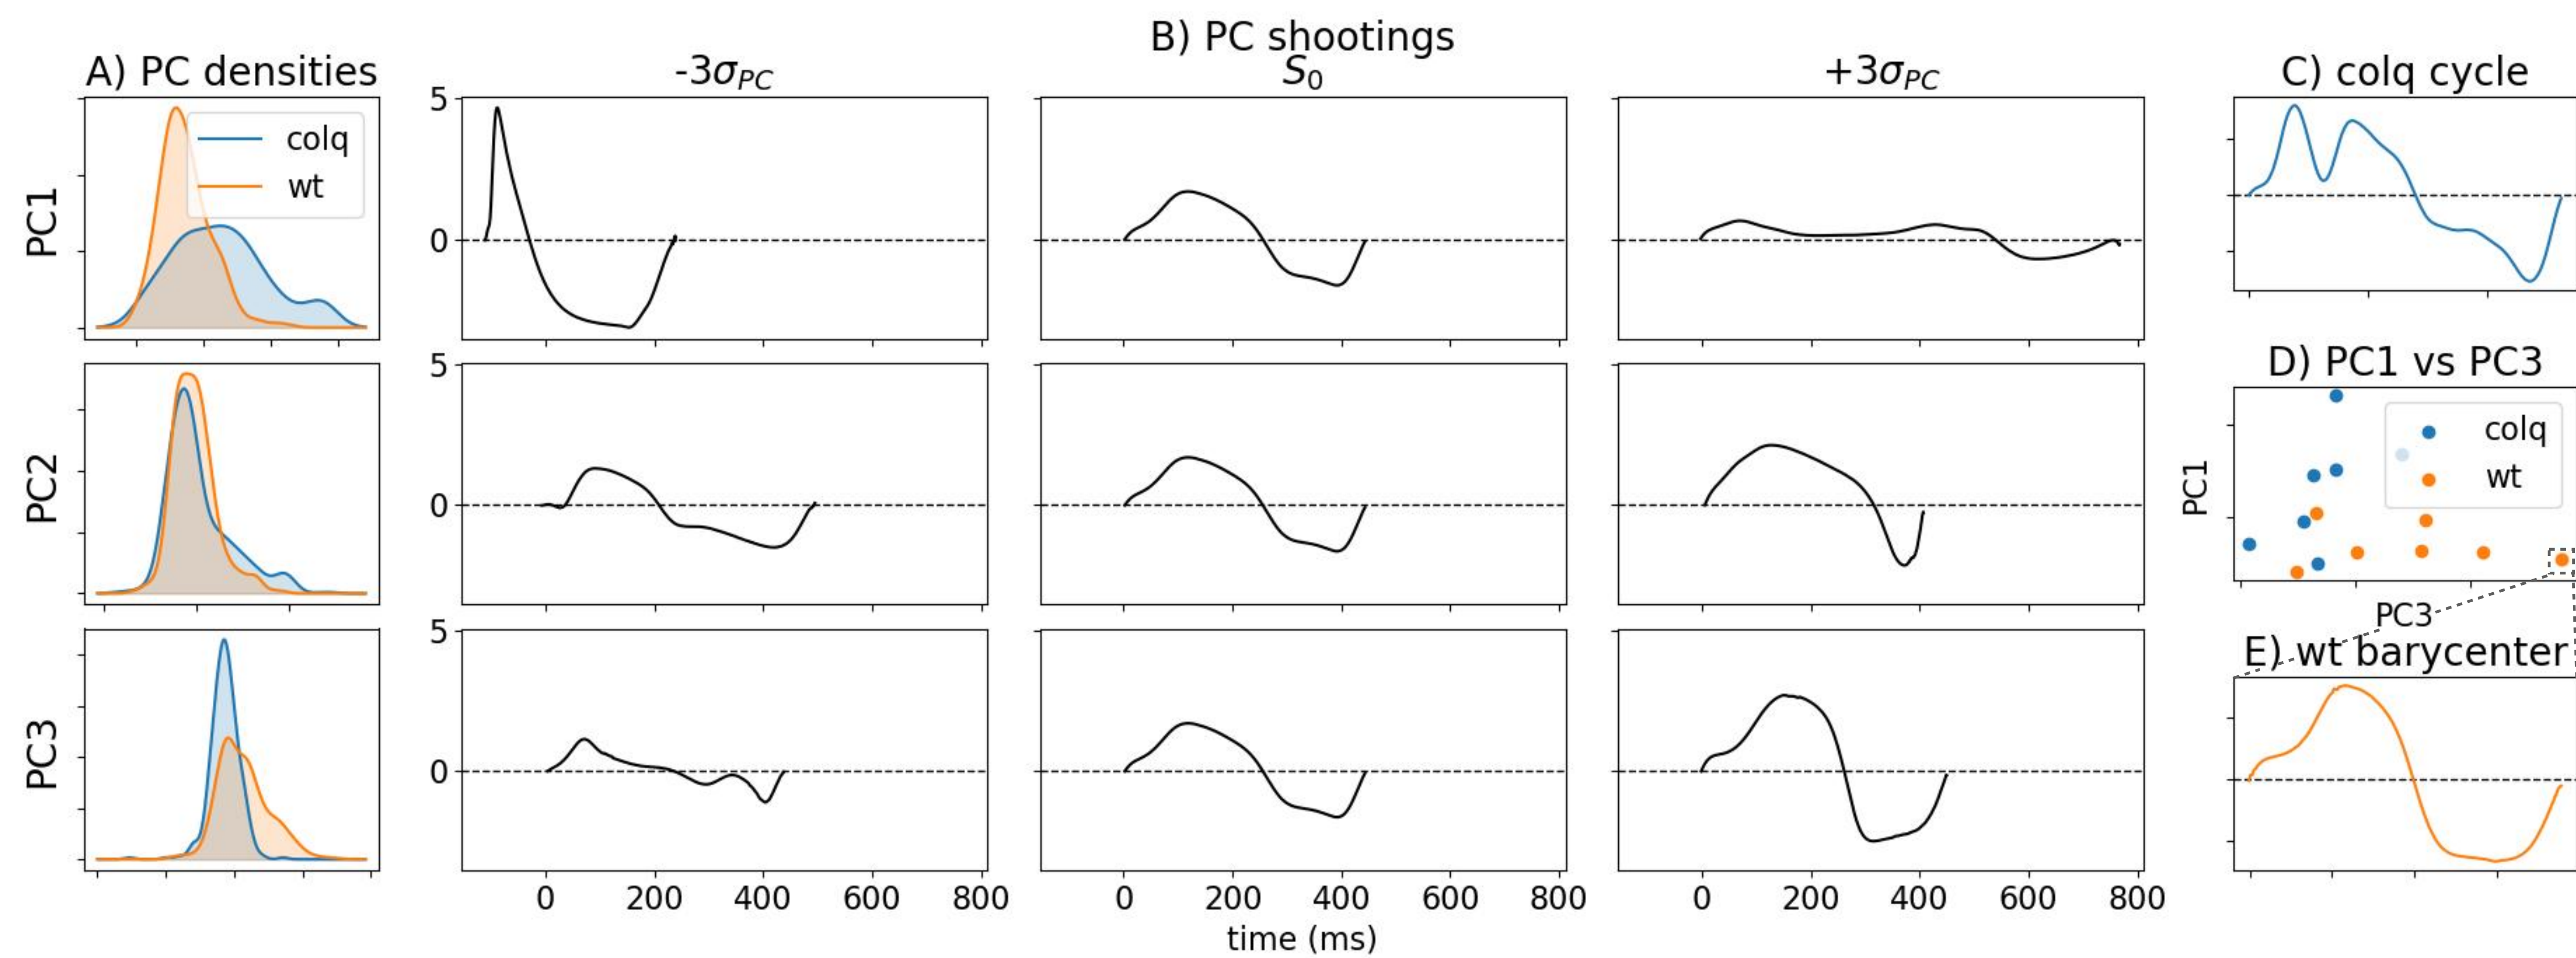 B) PC shootings
A) PC densities
-3σPC
S0
+3σPC
C) colq cycle
PC1
colq
wt
5
0
D) PC1 vs PC3
PC2
5
0
PC1
colq
wt
PC3
E) wt barycenter
PC3
5
0
0 200 400 600 800
0 200 400 600 800
0 200 400 600 800
time (ms)